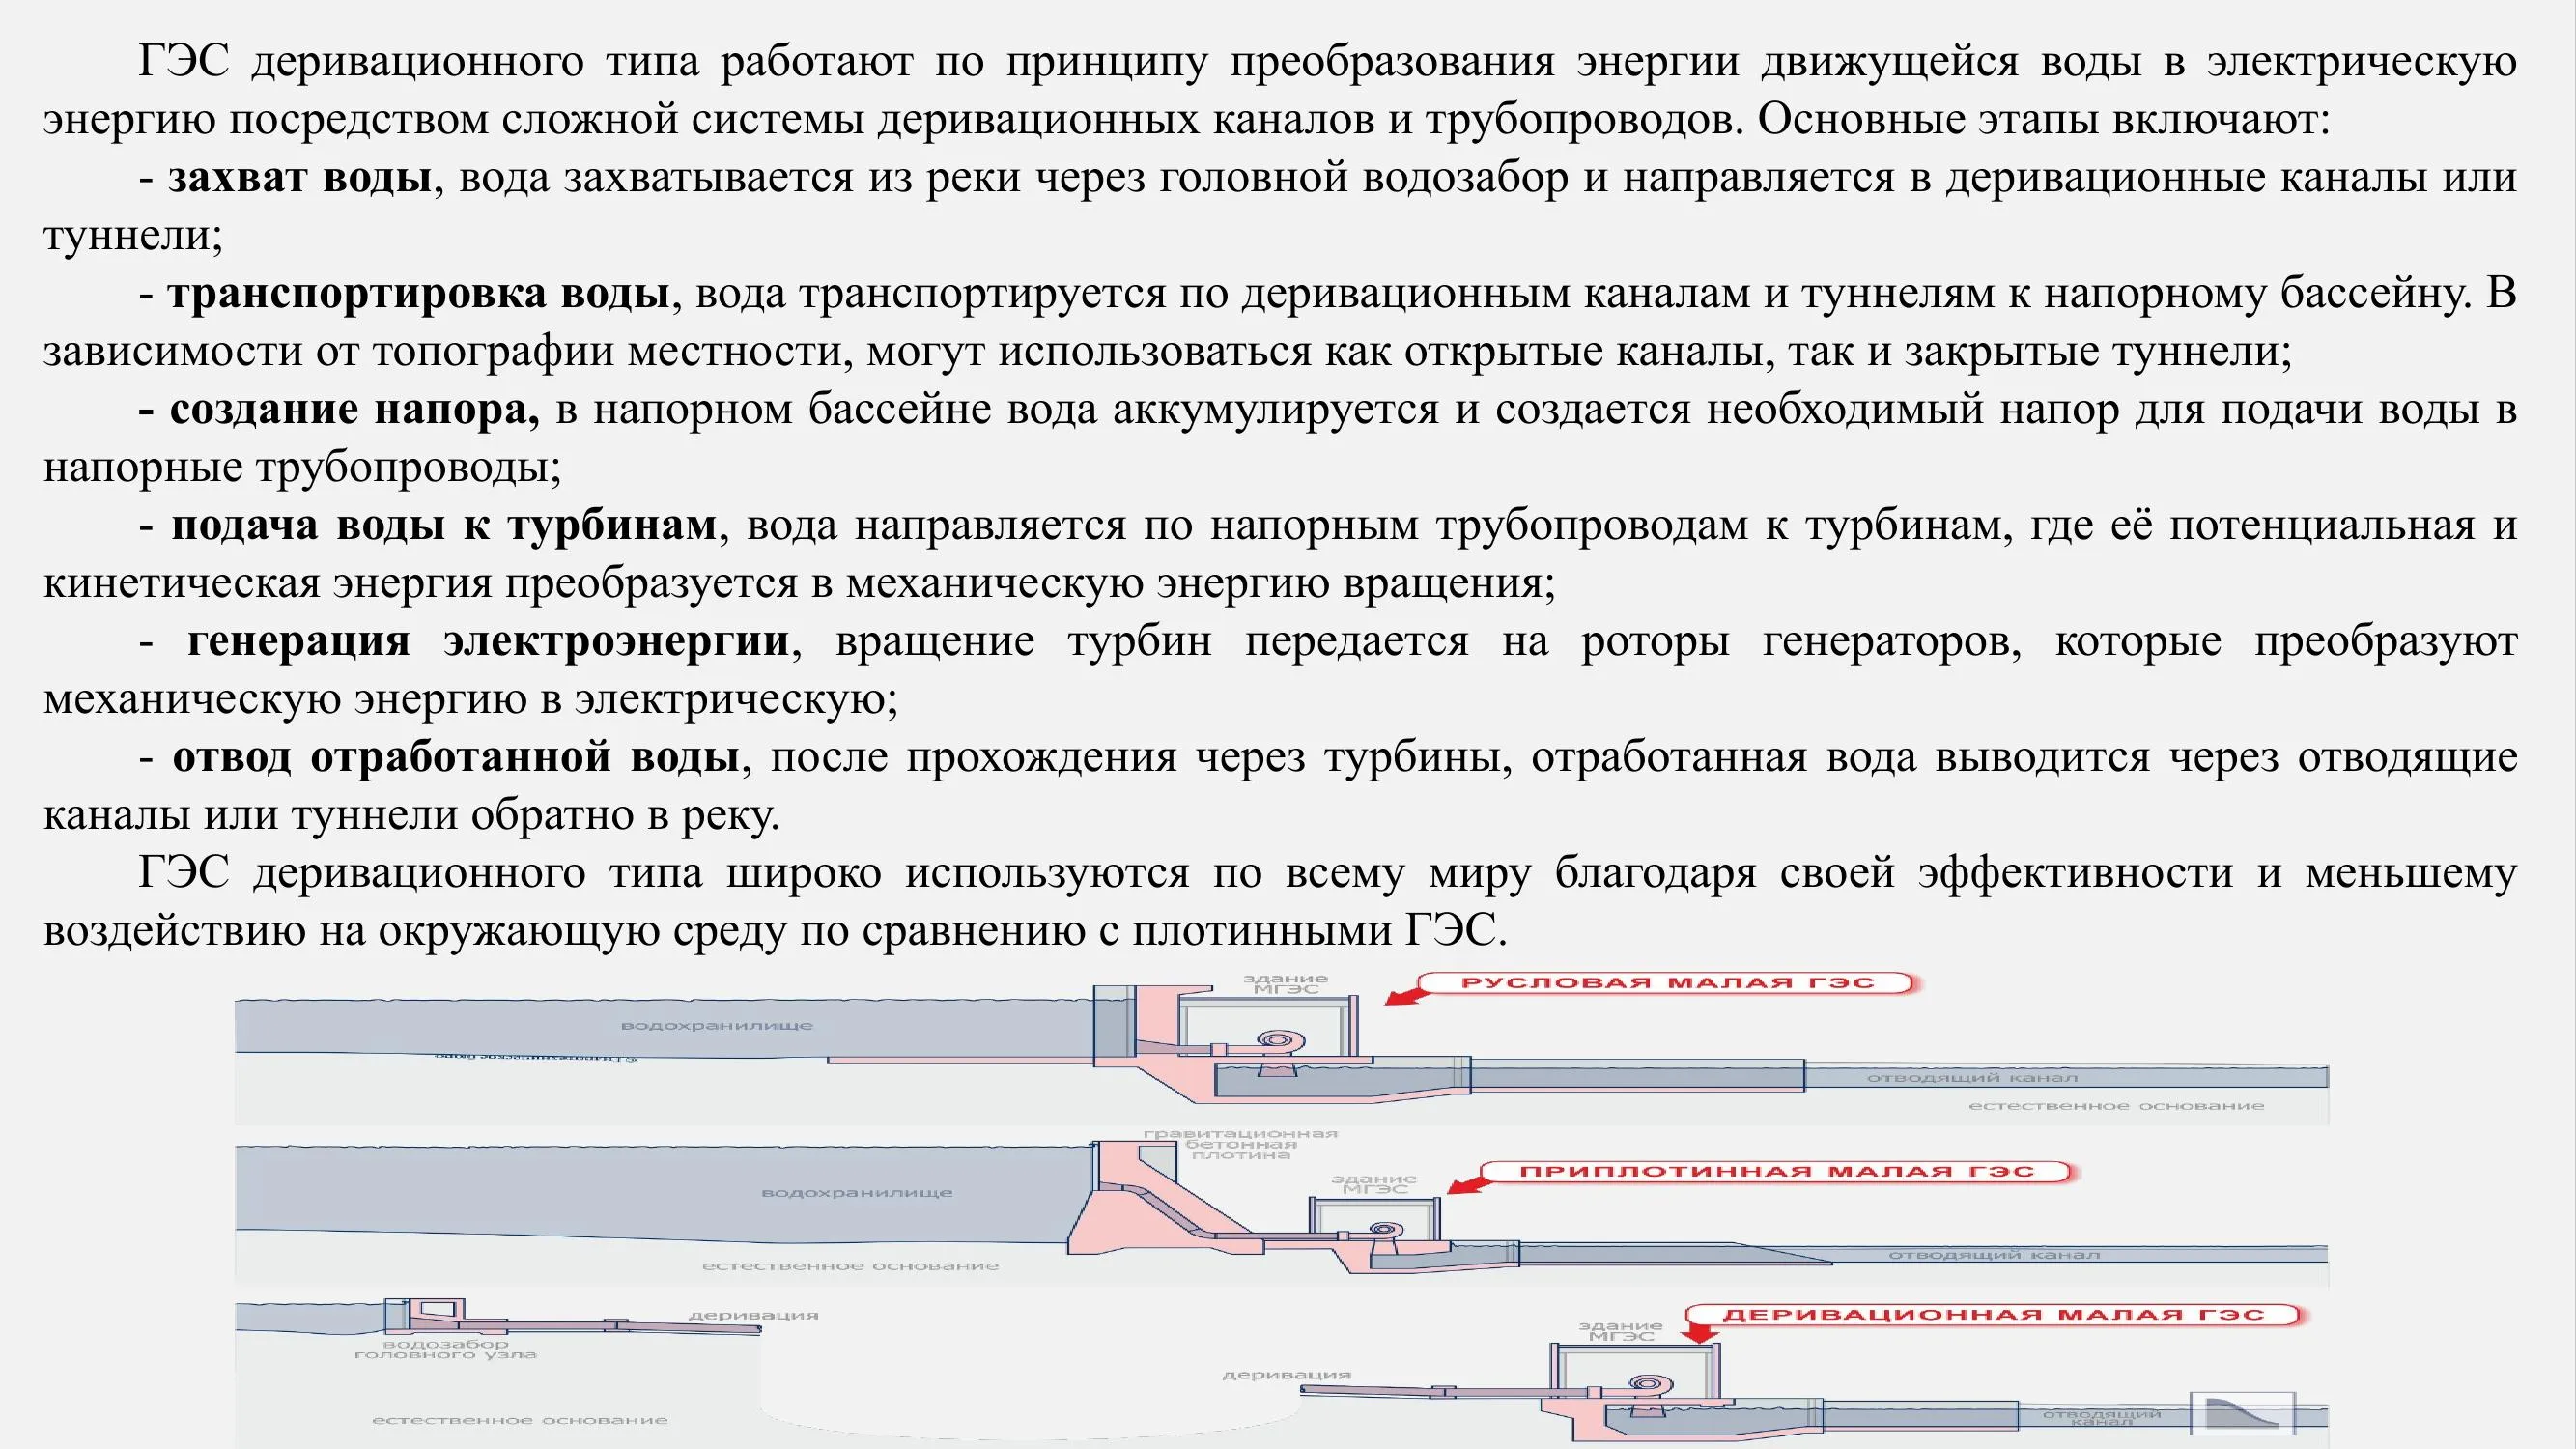 ГЭС деривационного типа работают по принципу преобразования энергии движущейся воды в электрическую
энергию посредством сложной системы деривационных каналов и трубопроводов. Основные этапы включают:
- захват воды, вода захватывается из реки через головной водозабор и направляется в деривационные каналы или
туннели;
- транспортировка воды, вода транспортируется по деривационным каналам и туннелям к напорному бассейну. В
зависимости от топографии местности, могут использоваться как открытые каналы, так и закрытые туннели;
- создание напора, в напорном бассейне вода аккумулируется и создается необходимый напор для подачи воды в
напорные трубопроводы;
- подача воды к турбинам, вода направляется по напорным трубопроводам к турбинам, где её потенциальная и
кинетическая энергия преобразуется в механическую энергию вращения;
- генерация электроэнергии, вращение турбин передается на роторы генераторов, которые преобразуют
механическую энергию в электрическую;
- отвод отработанной воды, после прохождения через турбины, отработанная вода выводится через отводящие
каналы или туннели обратно в реку.
ГЭС деривационного типа широко используются по всему миру благодаря своей эффективности и меньшему
воздействию на окружающую среду по сравнению с плотинными ГЭС.
здание
МГЭС
РУСЛОВАЯ МАЛАЯ ГЭС
водохранилище
отводящий канал
естественное основание
гравитационная
бетонная
плотина
здание
МГЭС
ПРИПЛОТИННАЯ МАЛАЯ ГЭС
водохранилище
отводящий канал
естественное основание
деривация
водозабор
головного узла
здание
МГЭС
ДЕРИВАЦИОННАЯ МАЛАЯ ГЭС
деривация
естественное основание
отводящий
канал